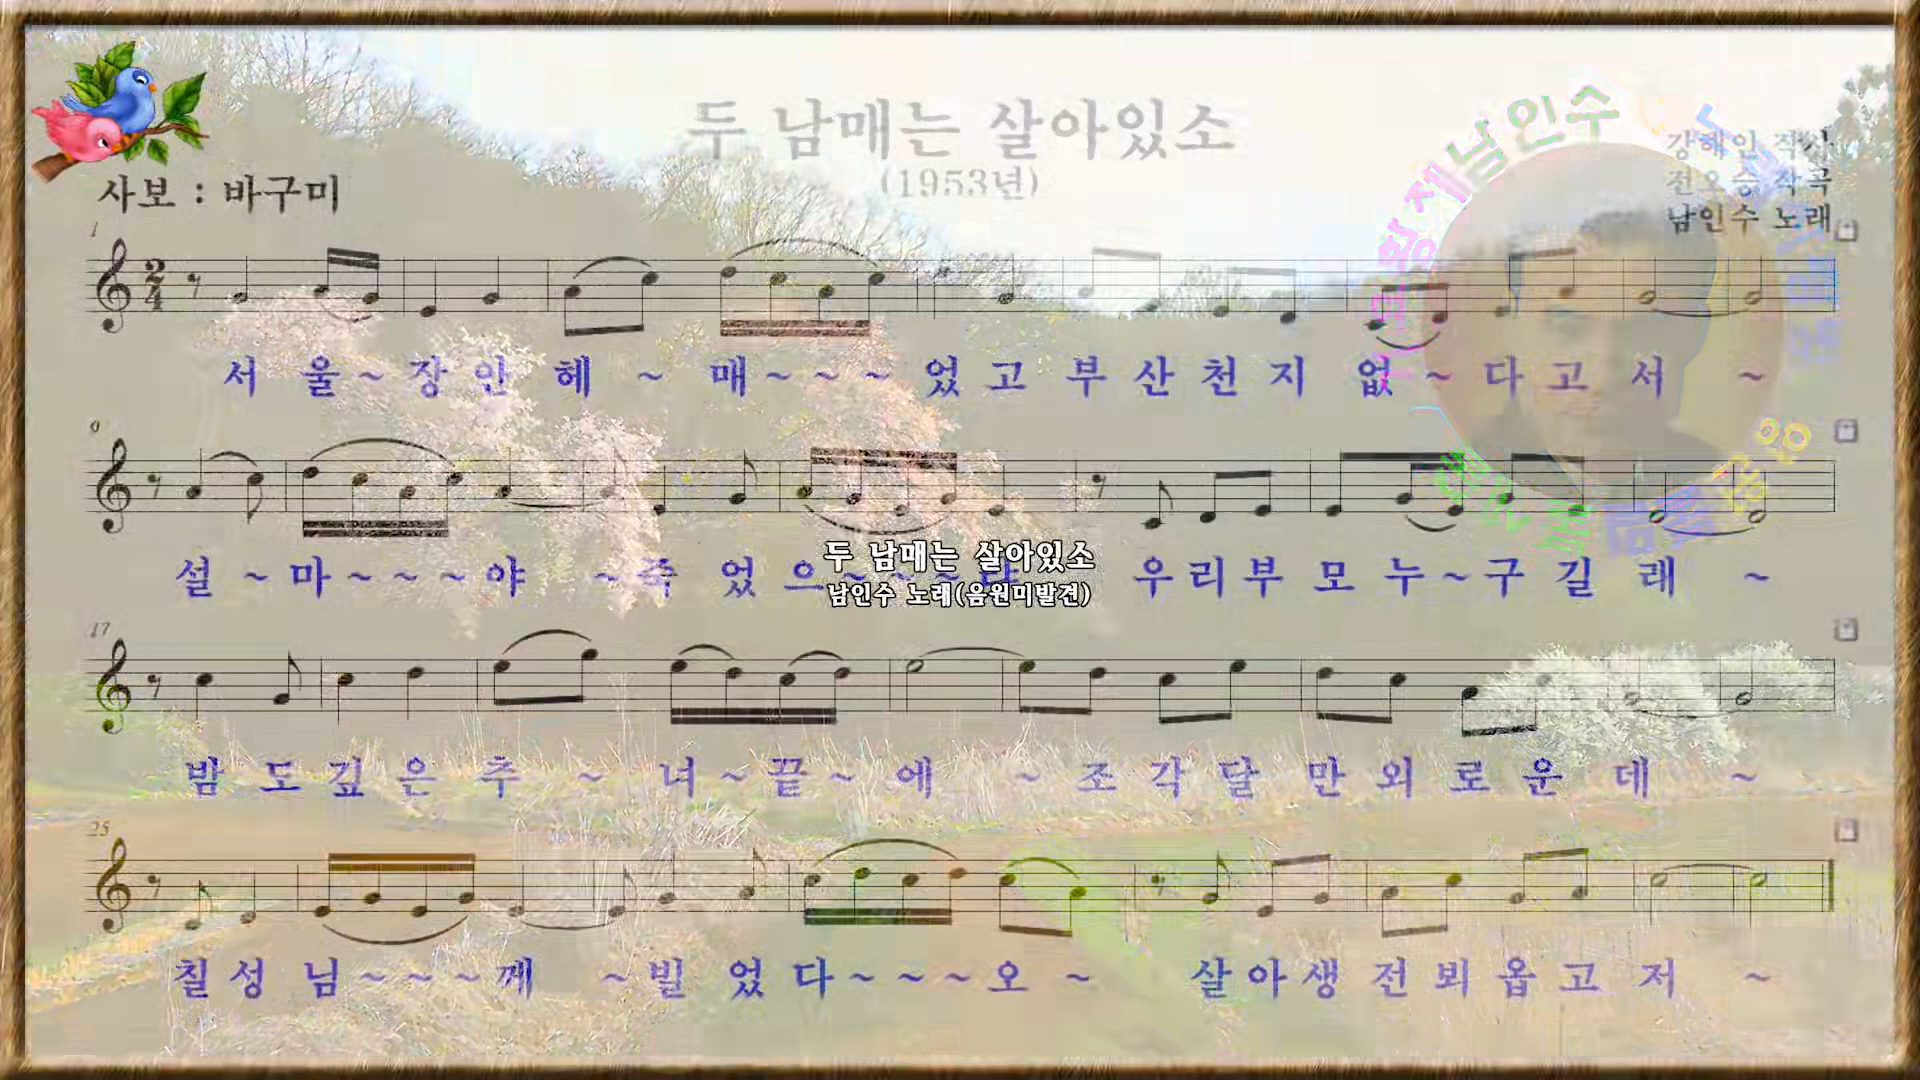 두 남매는 살아있소
(1953년)
사보 : 바구미
강해인 작사
전오승 작곡
남인수 노래
남인수
1
2
4
서 울~ 장 안 헤 ~ 매~ ~ ~ 었 고 부 산 천 지 없 ~ 다 고 서 ~
9
설 ~ 마 ~ ~ ~ 야 ~ 죽 었 으 ~ ~ ~ 랴 우 리 부 모 누 ~ 구 길 래 ~
두 남매는 살아있소
남인수 노래(음원미발견)
17
밤 도 깊 은 추 ~ 녀 ~ 끝 ~ 에 ~ 조 각 달 만 외 로 운 데 ~
25
칠 성 님 ~ ~ ~ 께 ~ 빌 었 다 ~ ~ ~ 오 ~ 살 아 생 전 뵈 옵 고 저 ~